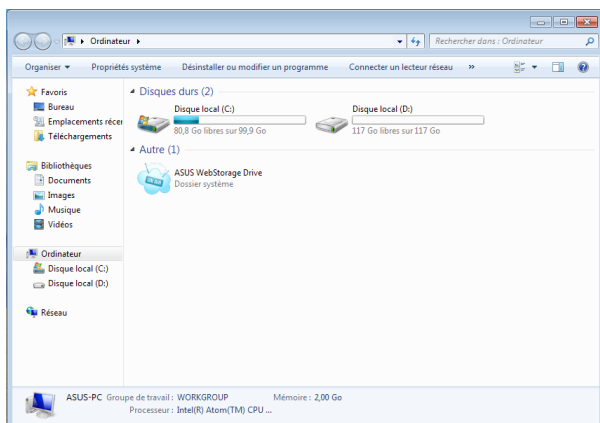 Ordinateur
Rechercher dans : Ordinateur
Organiser Propriétés système Désinstaller ou modifier un programme Connecter un lecteur réseau »
Favoris
Bureau
Emplacements récen
Téléchargements
Bibliothèques
Documents
Images
Musique
Vidéos
Ordinateur
Disque local (C:)
Disque local (D:)
Réseau
Disques durs (2)
Disque local (C:)
80,8 Go libres sur 99,9 Go
Disque local (D:)
117 Go libres sur 117 Go
Autre (1)
ASUS WebStorage Drive
Dossier système
ASUS-PC Groupe de travail : WORKGROUP Mémoire : 2,00 Go
Processeur : Intel(R) Atom(TM) CPU ...